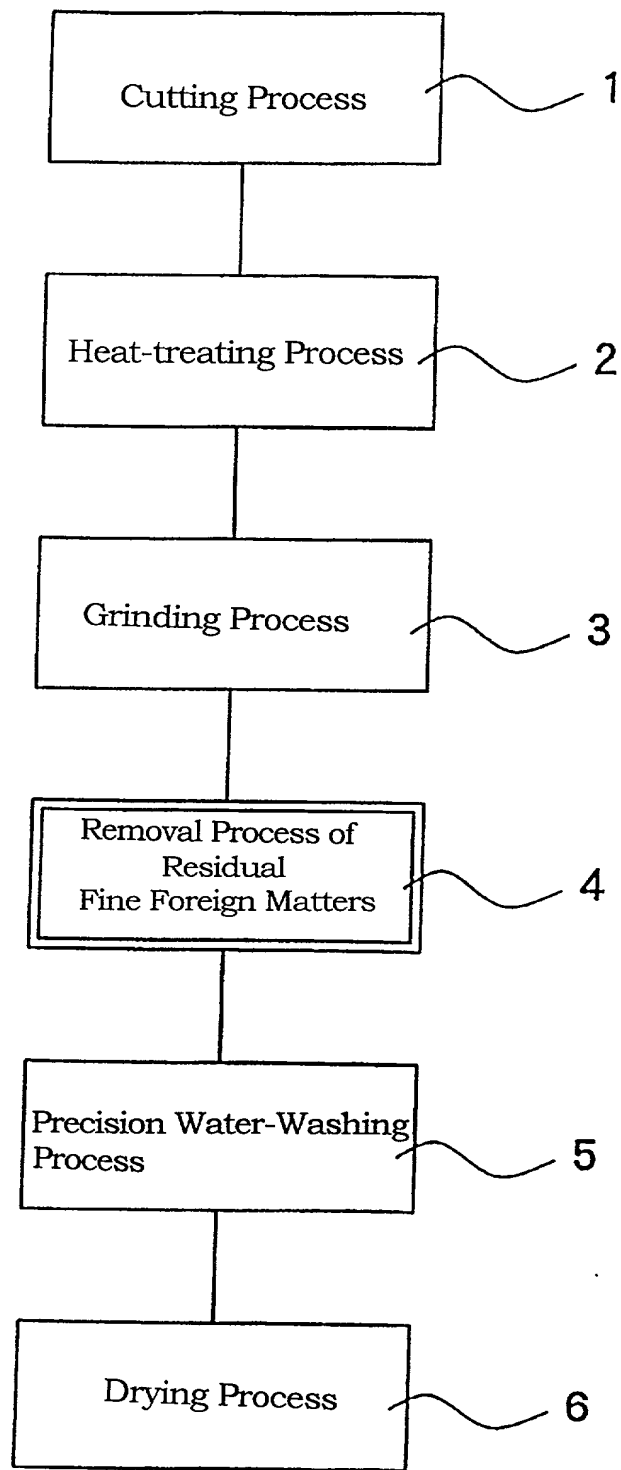 Cutting Process
1
Heat-treating Process
2
Grinding Process
3
Removal Process of
Residual
Fine Foreign Matters
4
Precision Water-Washing
Process
5
Drying Process
6